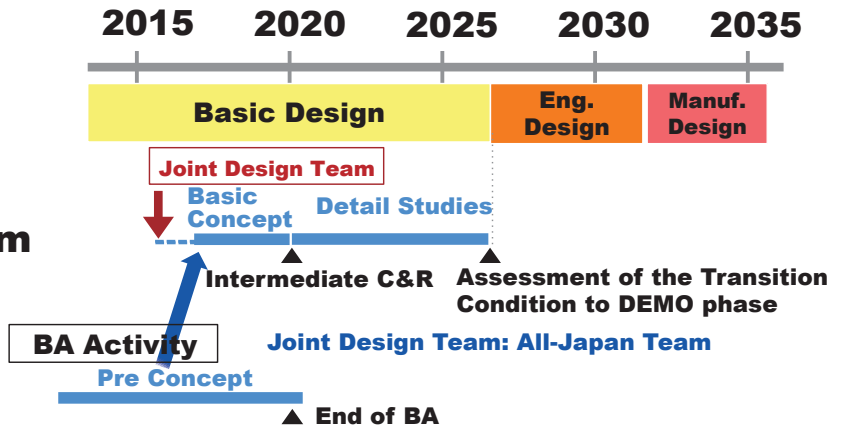 2015 2020 2025 2030 2035
Basic Design
Eng.
Design
Manuf.
Design
Joint Design Team
Basic
Concept
Detail Studies
m
Intermediate C&R
Assessment of the Transition
Condition to DEMO phase
BA Activity
Joint Design Team: All-Japan Team
Pre Concept
End of BA